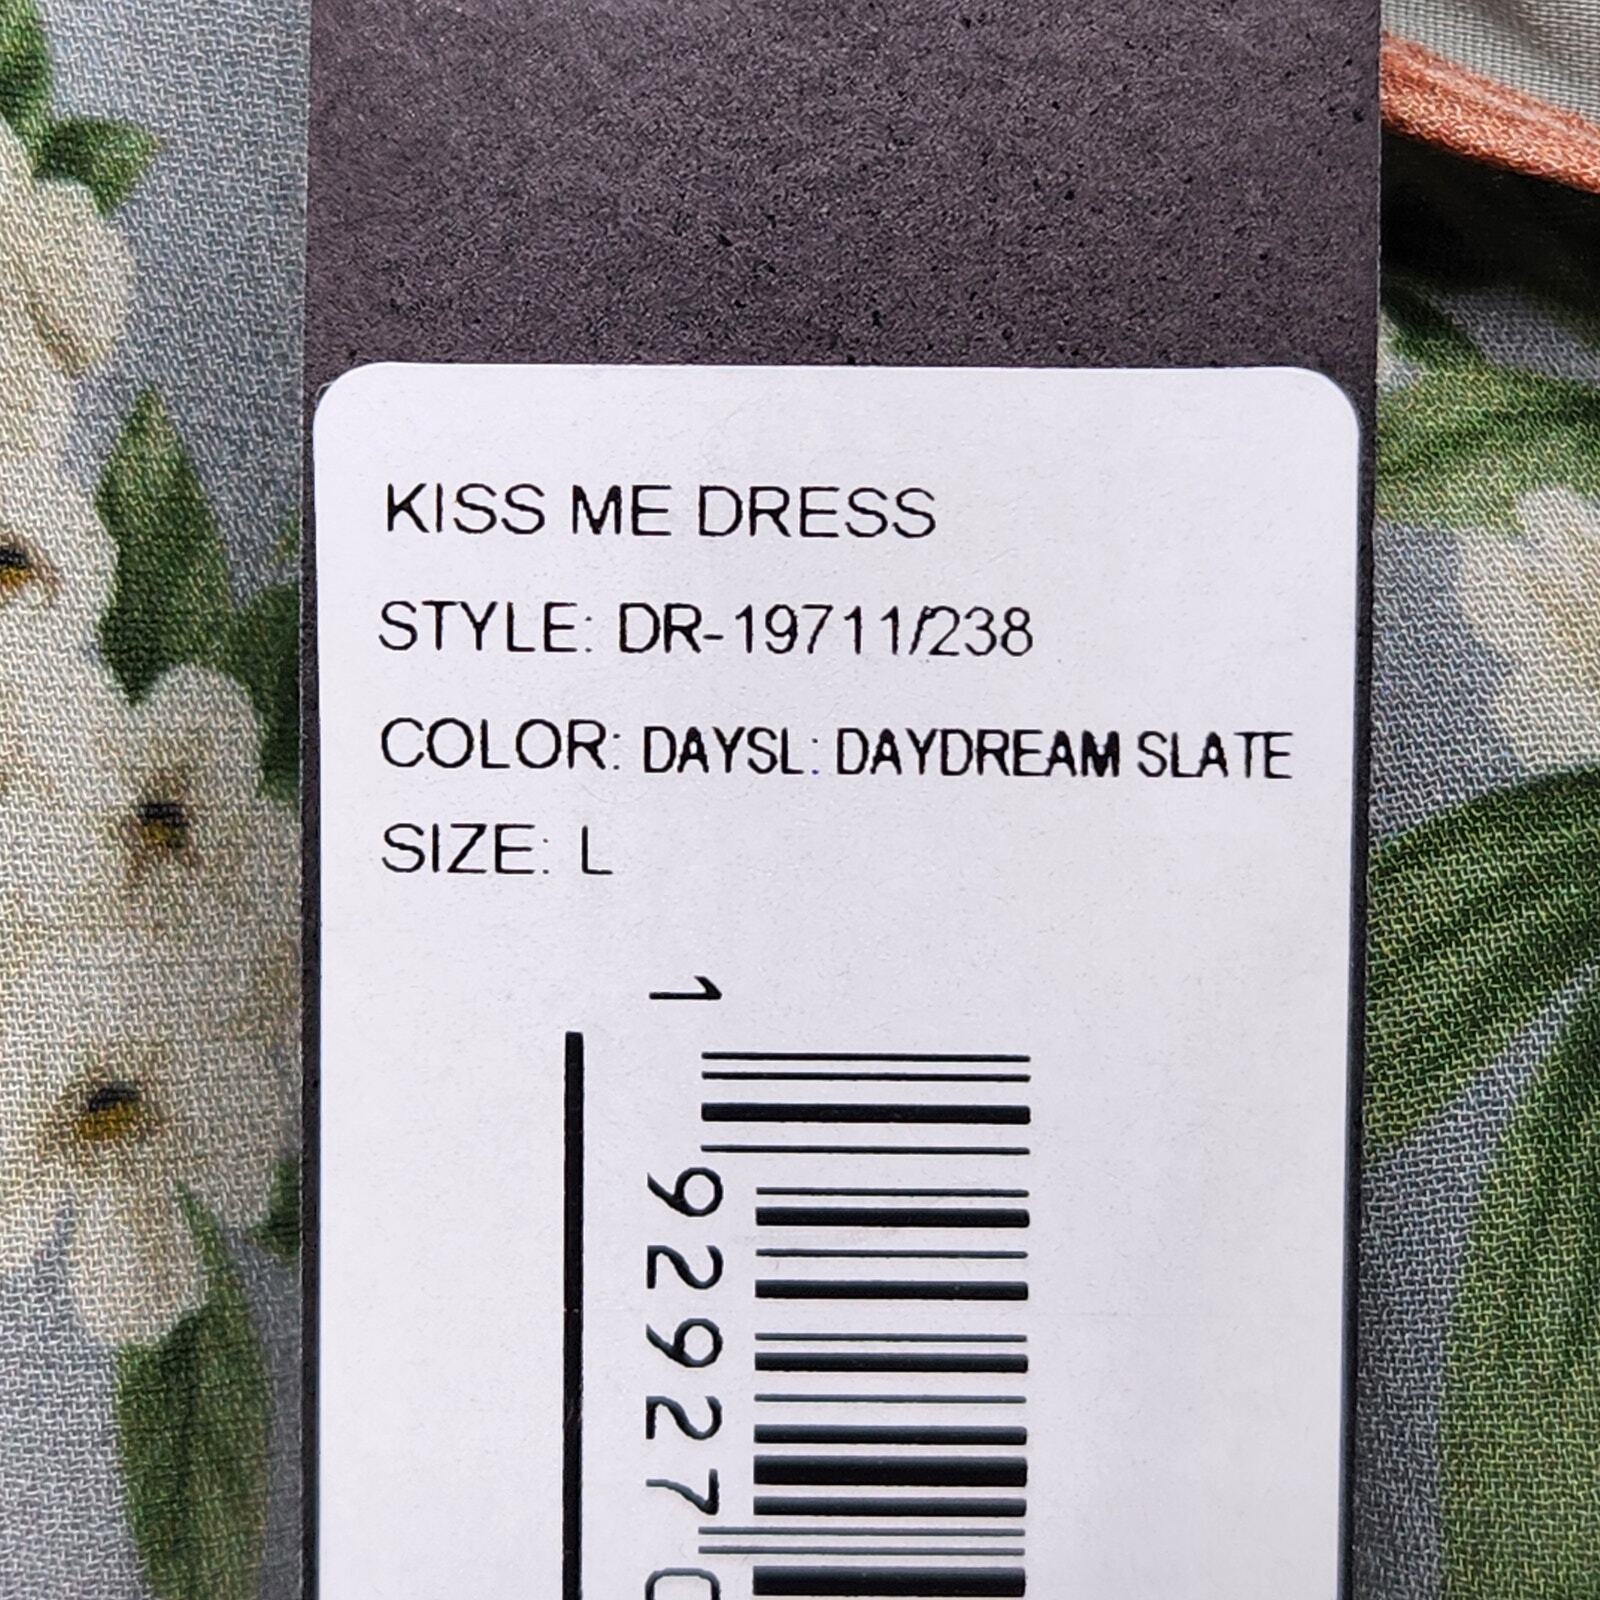 KISS ME DRESS
STYLE: DR-19711/238
COLOR: DAYSL: DAYDREAM SLATE
SIZE: L
1 92927